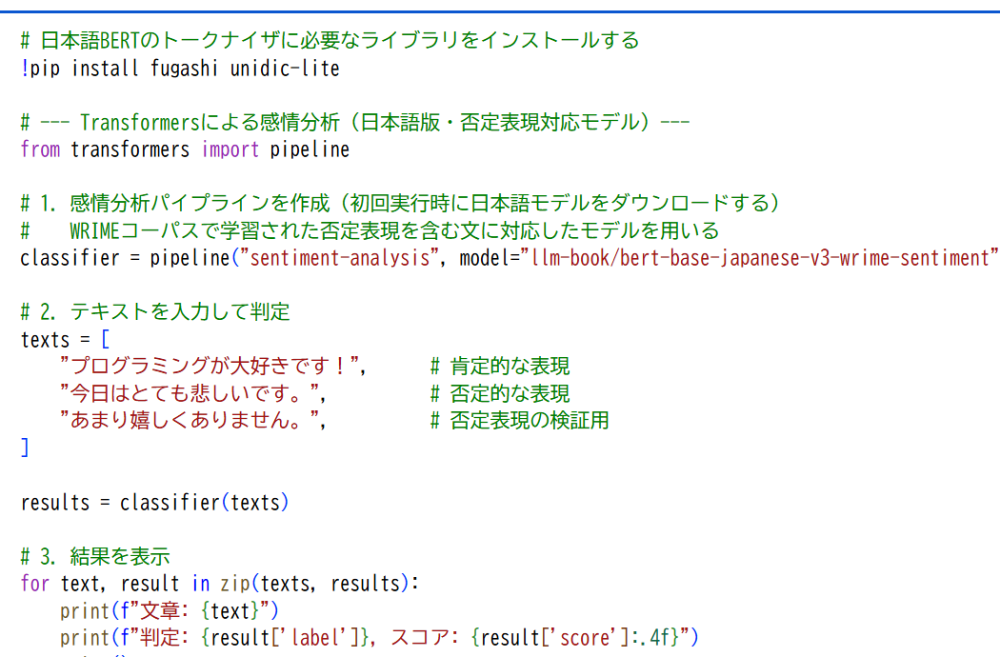 # 日本語BERTのトークナイザに必要なライブラリをインストールする
!pip install fugashi unidic-lite
# --- Transformersによる感情分析（日本語版・否定表現対応モデル）---
from transformers import pipeline
# 1. 感情分析パイプラインを作成（初回実行時に日本語モデルをダウンロードする）
#    WRIMEコーパスで学習された否定表現を含む文に対応したモデルを用いる
classifier = pipeline("sentiment-analysis", model="llm-book/bert-base-japanese-v3-wrime-sentiment"
# 2. テキストを入力して判定
texts = [
    "プログラミングが大好きです！",      # 肯定的な表現
    "今日はとても悲しいです。",          # 否定的な表現
    "あまり嬉しくありません。",          # 否定表現の検証用
]
results = classifier(texts)
# 3. 結果を表示
for text, result in zip(texts, results):
    print(f"文章: {text}")
    print(f"判定: {result['label']}, スコア: {result['score']:.4f}")